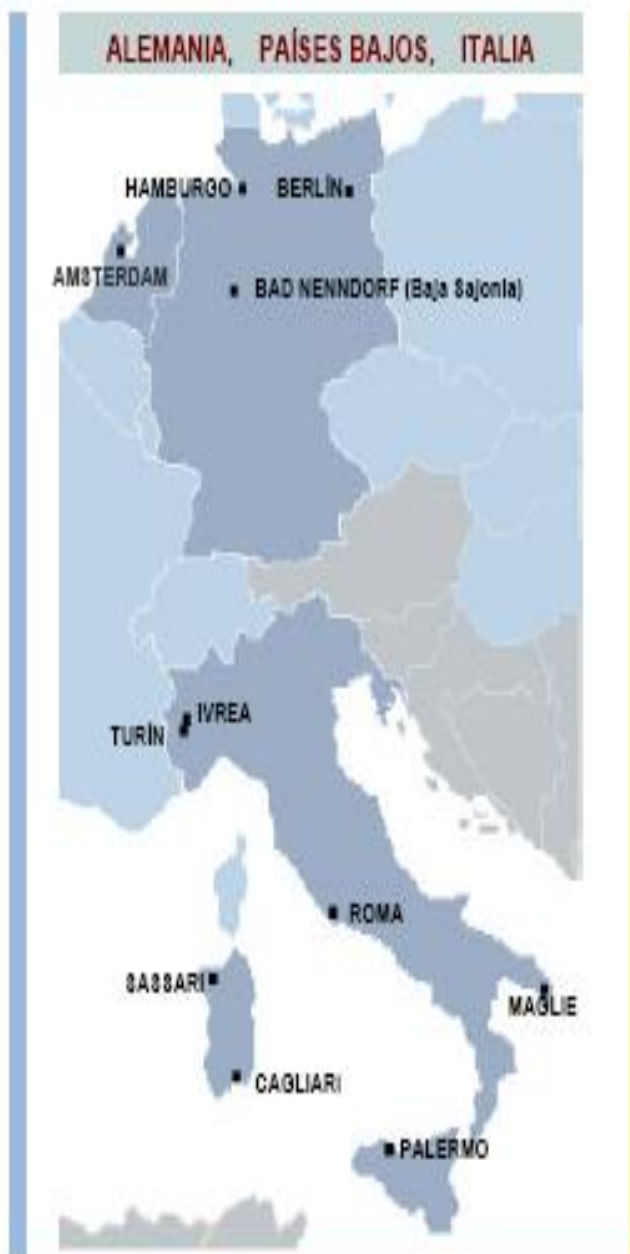 ALEMANIA, PAÍSES BAJOS, ITALIA
HAMBURGO
BERLÍN
AMSTERDAM
BAD NENNDORF (Baja Sajonia)
IVREA
TURÍN
ROMA
SASSARI
MAGLIE
CAGLIARI
PALERMO